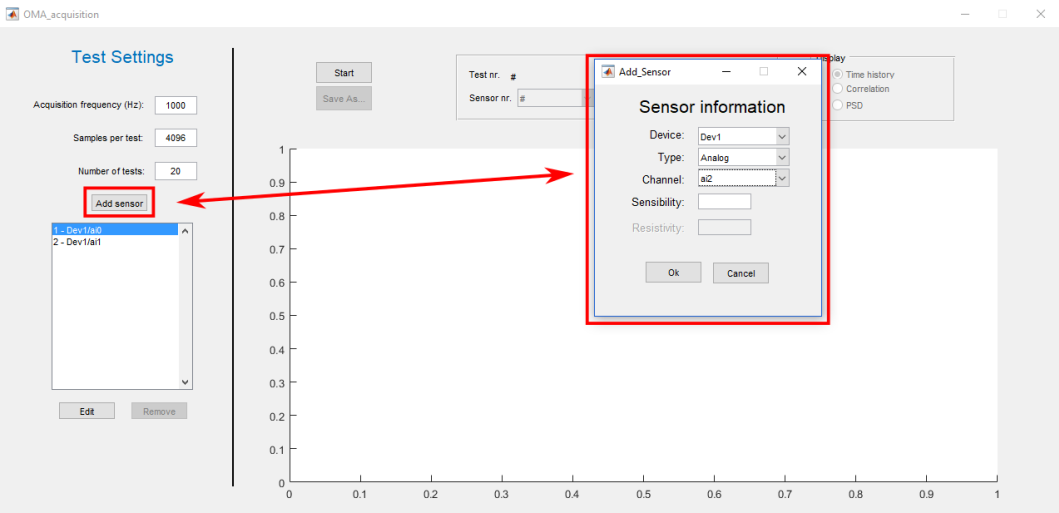 OMA_acquisition
Test Settings
Acquisition frequency (Hz): 1000
Samples per test: 4096
Number of tests: 20
Add sensor
1 - Dev1/ai0
2 - Dev1/ai1
Edit
Remove
Start
Save As...
Test nr. #
Sensor nr. #
Display
Time history
Correlation
PSD
Add_Sensor
Sensor information
Device: Dev1
Type: Analog
Channel: ai2
Sensibility:
Resistivity:
Ok
Cancel
1
0.9
0.8
0.7
0.6
0.5
0.4
0.3
0.2
0.1
0
0 0.1 0.2 0.3 0.4 0.5 0.6 0.7 0.8 0.9 1